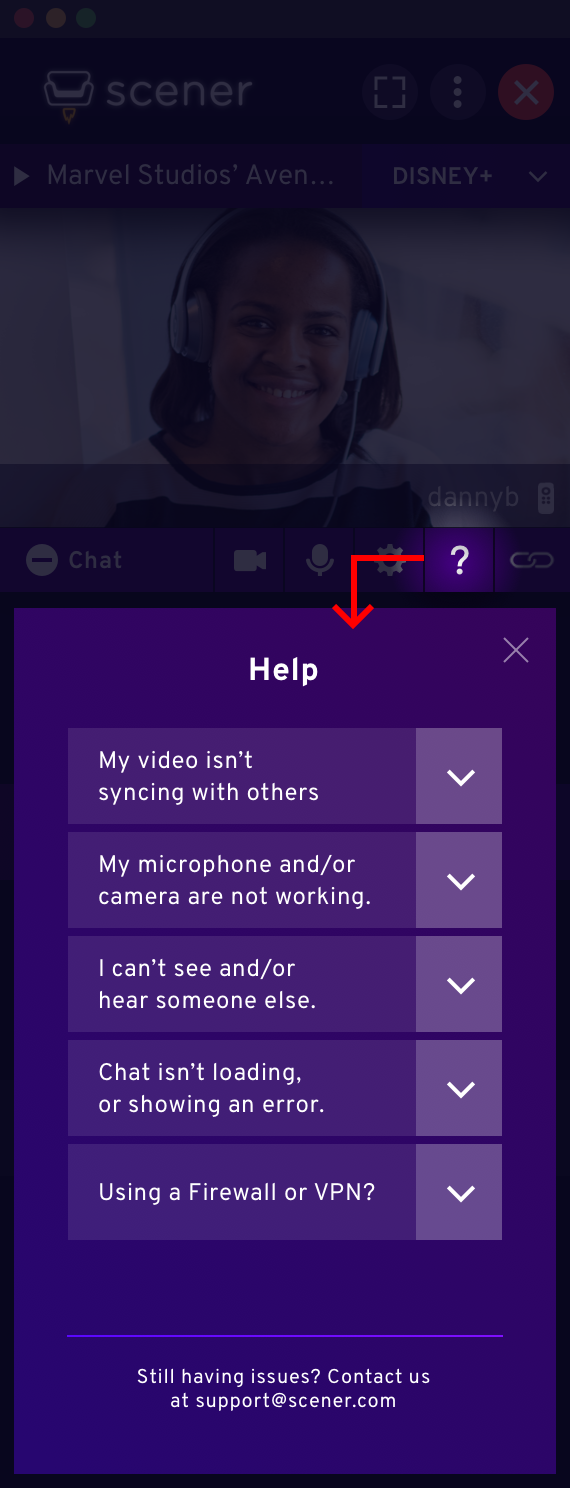 scener
Marvel Studios’ Aven...
DISNEY+
dannyb
Chat
?
Help
My video isn’t
syncing with others
My microphone and/or
camera are not working.
I can’t see and/or
hear someone else.
Chat isn’t loading,
or showing an error.
Using a Firewall or VPN?
Still having issues? Contact us
at support@scener.com